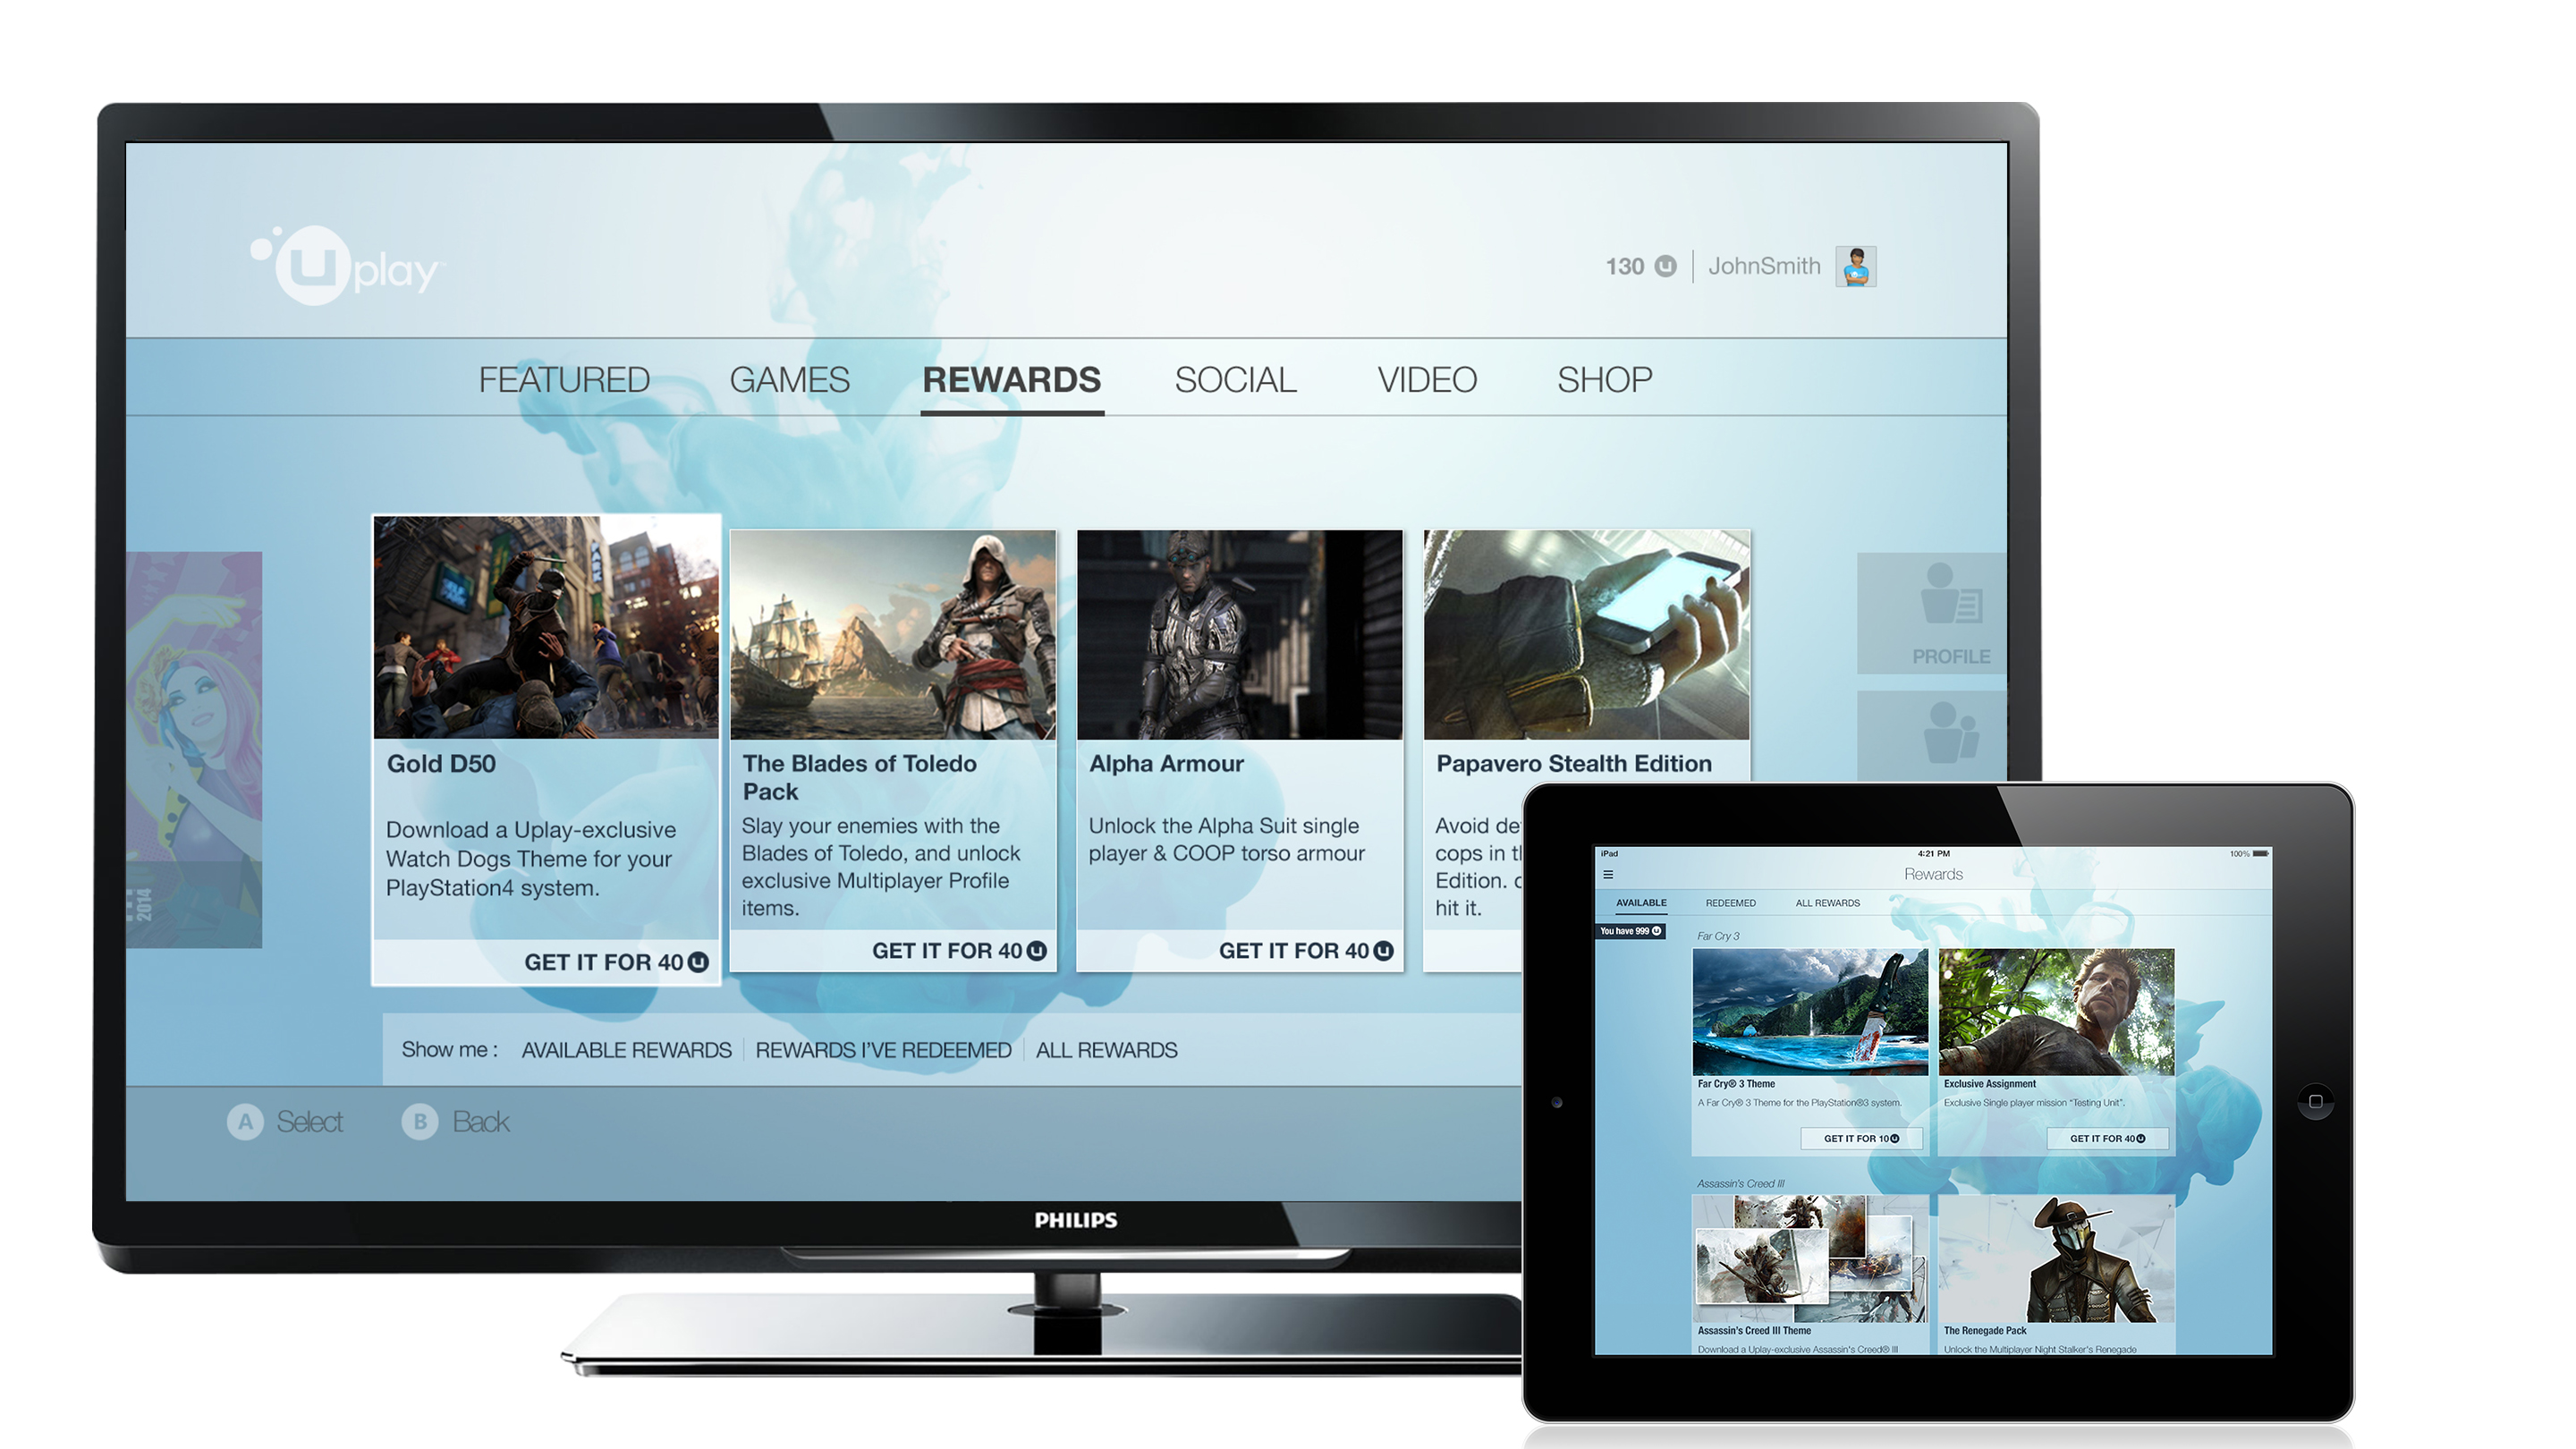 Uplay™
130 U | JohnSmith
FEATURED GAMES REWARDS SOCIAL VIDEO SHOP
2014
Gold D50
Download a Uplay-exclusive
Watch Dogs Theme for your
PlayStation4 system.
GET IT FOR 40 U
The Blades of Toledo
Pack
Slay your enemies with the
Blades of Toledo, and unlock
exclusive Multiplayer Profile
items.
GET IT FOR 40 U
Alpha Armour
Unlock the Alpha Suit single
player & COOP torso armour
GET IT FOR 40 U
Papavero Stealth Edition
Avoid de
cops in t
Edition.
hit it.
PROFILE
Show me : AVAILABLE REWARDS | REWARDS I'VE REDEEMED | ALL REWARDS
A Select B Back
PHILIPS
iPad 4:21 PM 100%
Rewards
AVAILABLE REDEEMED ALL REWARDS
You have 999 U
Far Cry 3
Far Cry® 3 Theme
A Far Cry® 3 Theme for the PlayStation®3 system.
GET IT FOR 10 U
Exclusive Assignment
Exclusive Single player mission “Testing Unit”.
GET IT FOR 40 U
Assassin's Creed III
Assassin's Creed III Theme
Download a Uplay-exclusive Assassin's Creed® III
The Renegade Pack
Unlock the Multiplayer Night Stalker's Renegade